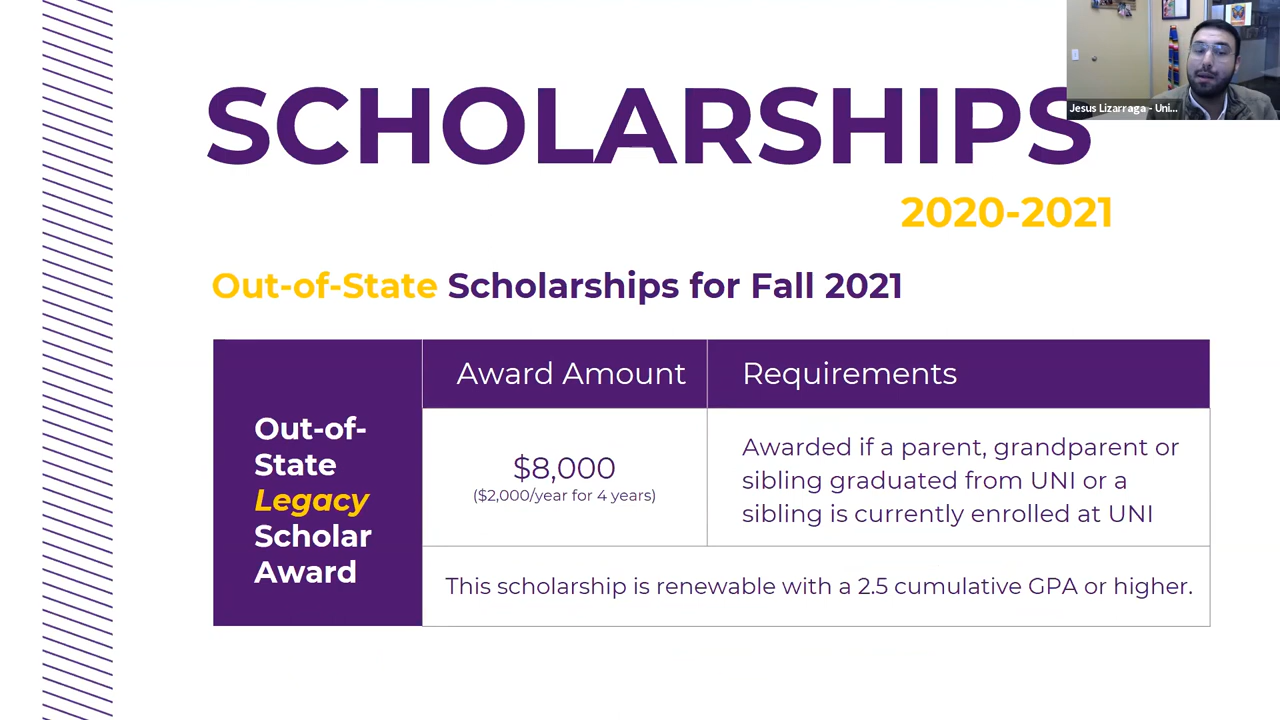 SCHOLARSHIPS
Jesus Lizarraga - Uni...
2020-2021
Out-of-State Scholarships for Fall 2021
Award Amount
Requirements
Out-of-
State
Legacy
Scholar
Award
$8,000
($2,000/year for 4 years)
Awarded if a parent, grandparent or
sibling graduated from UNI or a
sibling is currently enrolled at UNI
This scholarship is renewable with a 2.5 cumulative GPA or higher.